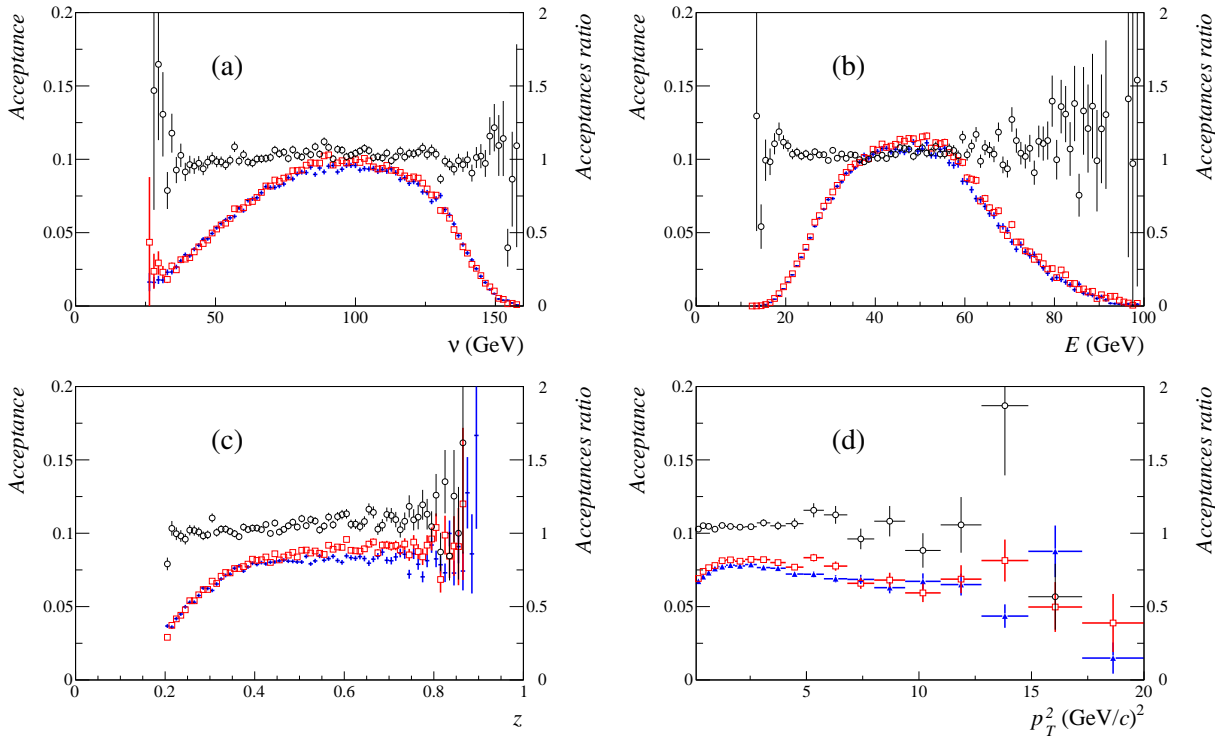 Acceptance
0.2
0.15
0.1
0.05
0
(a)
2
1.5
1
0.5
0
Acceptances ratio
0 50 100 150
ν (GeV)
Acceptance
0.2
0.15
0.1
0.05
0
(b)
2
1.5
1
0.5
0
Acceptances ratio
0 20 40 60 80 100
E (GeV)
Acceptance
0.2
0.15
0.1
0.05
0
(c)
2
1.5
1
0.5
0
Acceptances ratio
0 0.2 0.4 0.6 0.8 1
z
Acceptance
0.2
0.15
0.1
0.05
0
(d)
2
1.5
1
0.5
0
Acceptances ratio
5 10 15 20
p_T^2 (GeV/c)^2